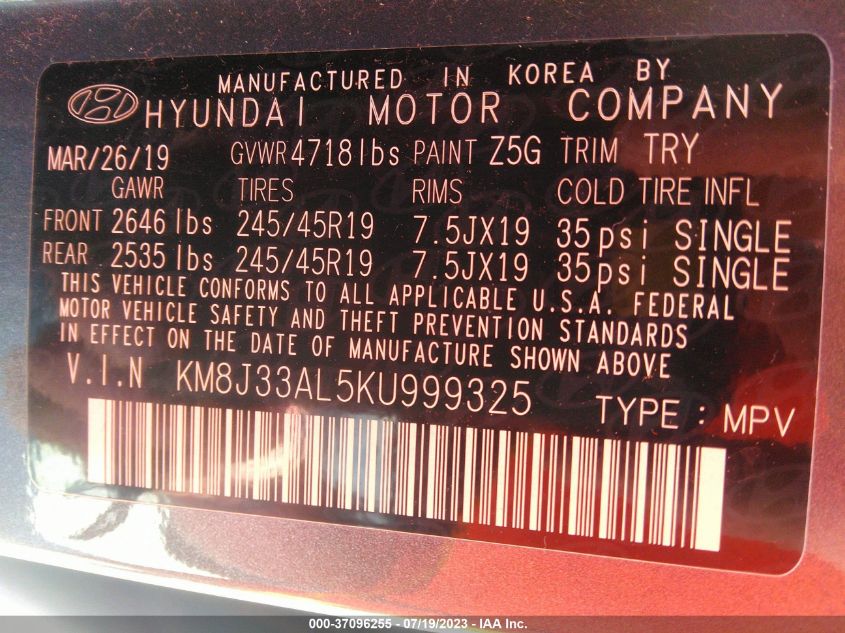 MANUFACTURED IN KOREA BY
HYUNDAI MOTOR COMPANY
MAR/26/19 GVWR 4718 lbs PAINT Z5G TRIM TRY
GAWR TIRES RIMS COLD TIRE INFL
FRONT 2646 lbs 245/45R19 7.5JX19 35psi SINGLE
REAR 2535 lbs 245/45R19 7.5JX19 35psi SINGLE
THIS VEHICLE CONFORMS TO ALL APPLICABLE U.S.A. FEDERAL
MOTOR VEHICLE SAFETY AND THEFT PREVENTION STANDARDS
IN EFFECT ON THE DATE OF MANUFACTURE SHOWN ABOVE
V.I.N KM8J33AL5KU999325 TYPE : MPV
000-37096255 - 07/19/2023 - IAA Inc.